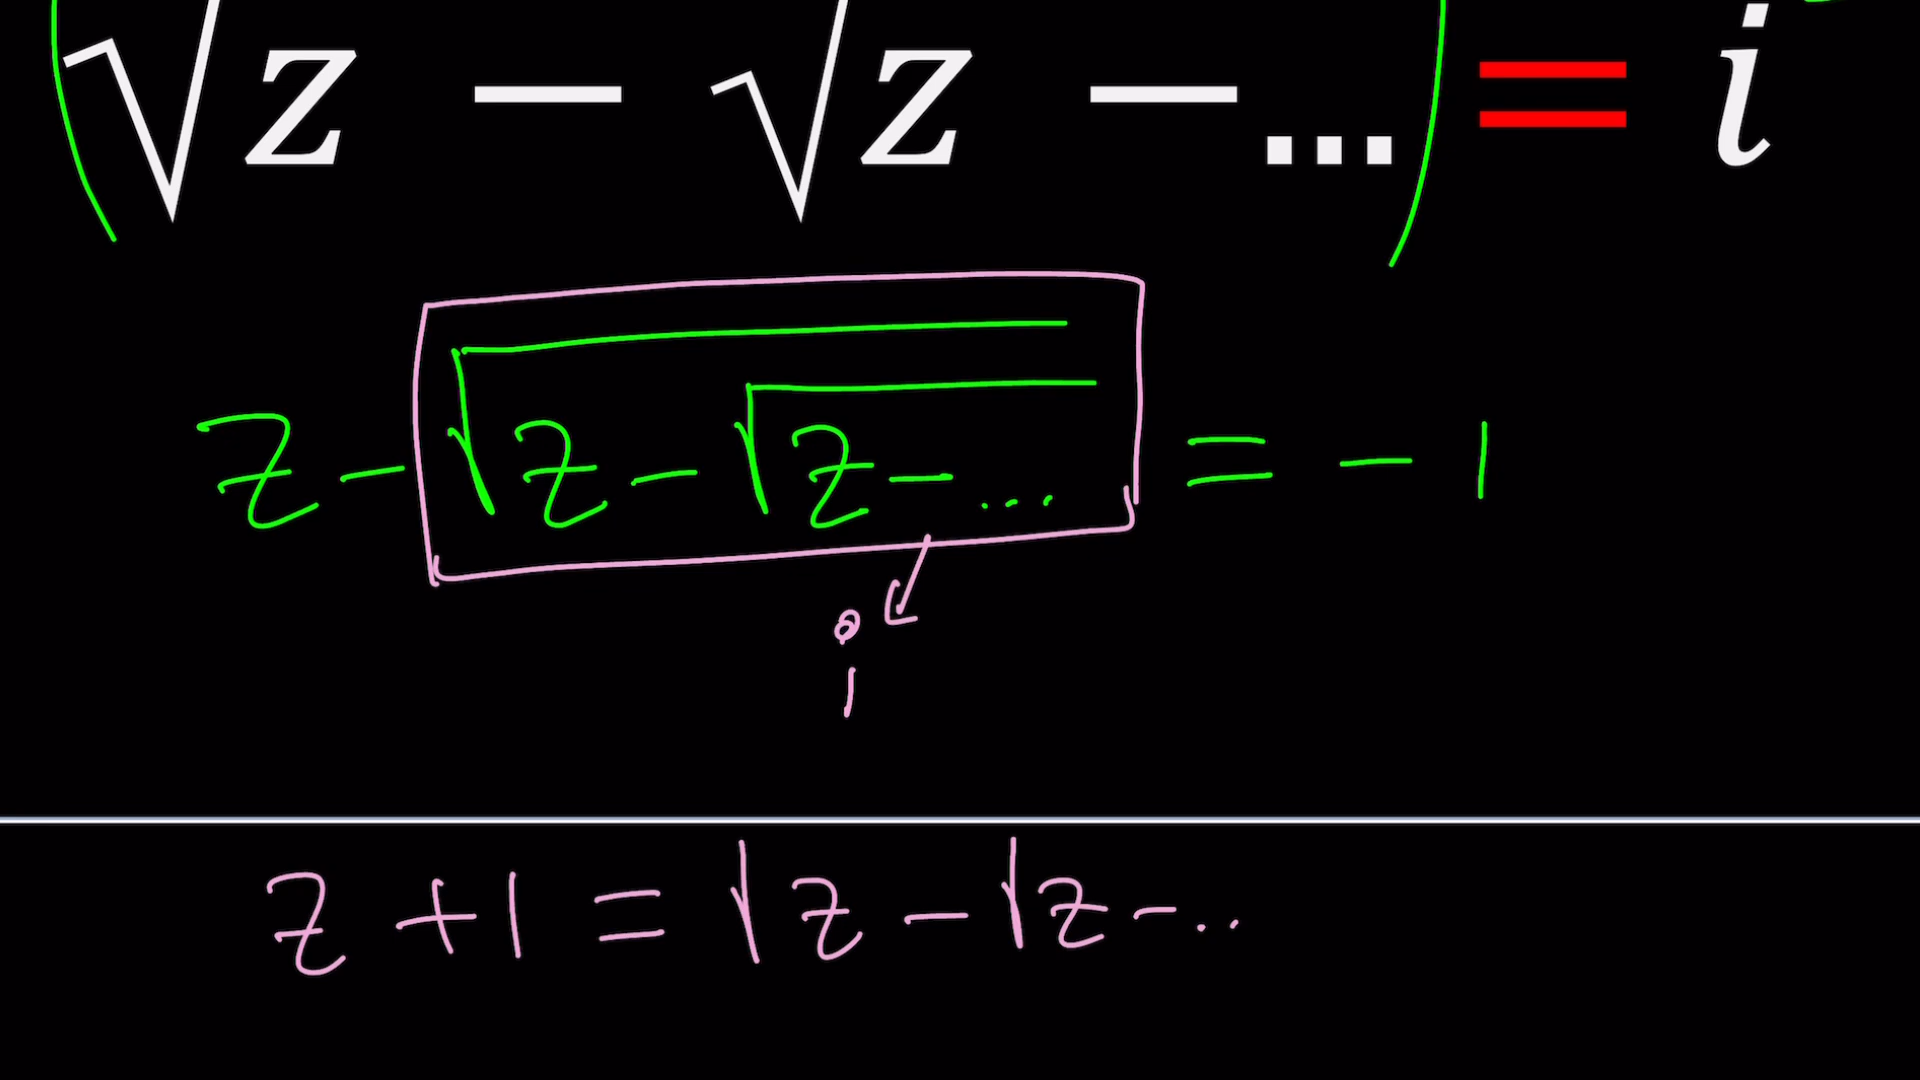 (√z − √z − ...) = i
z − √z − √z − ... = − 1
i
z + 1 = √z − √z − ..